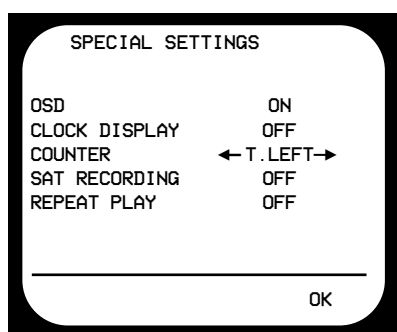 SPECIAL SETTINGS
OSD ON
CLOCK DISPLAY OFF
COUNTER ←T.LEFT→
SAT RECORDING OFF
REPEAT PLAY OFF
OK